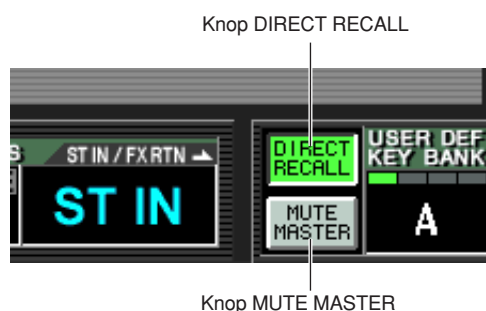 Knop DIRECT RECALL
ST IN / FX RTN
ST IN
DIRECT
RECALL
USER DEF
KEY BANK
MUTE
MASTER
A
Knop MUTE MASTER